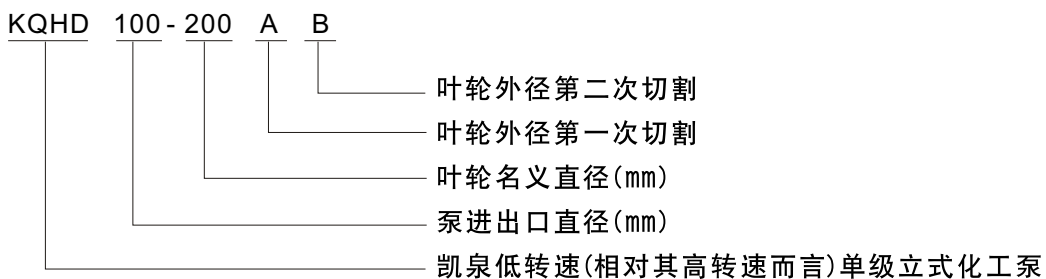 KQHD 100-200 A B
叶轮外径第二次切割
叶轮外径第一次切割
叶轮名义直径(mm)
泵进出口直径(mm)
凯泉低转速(相对其高转速而言)单级立式化工泵